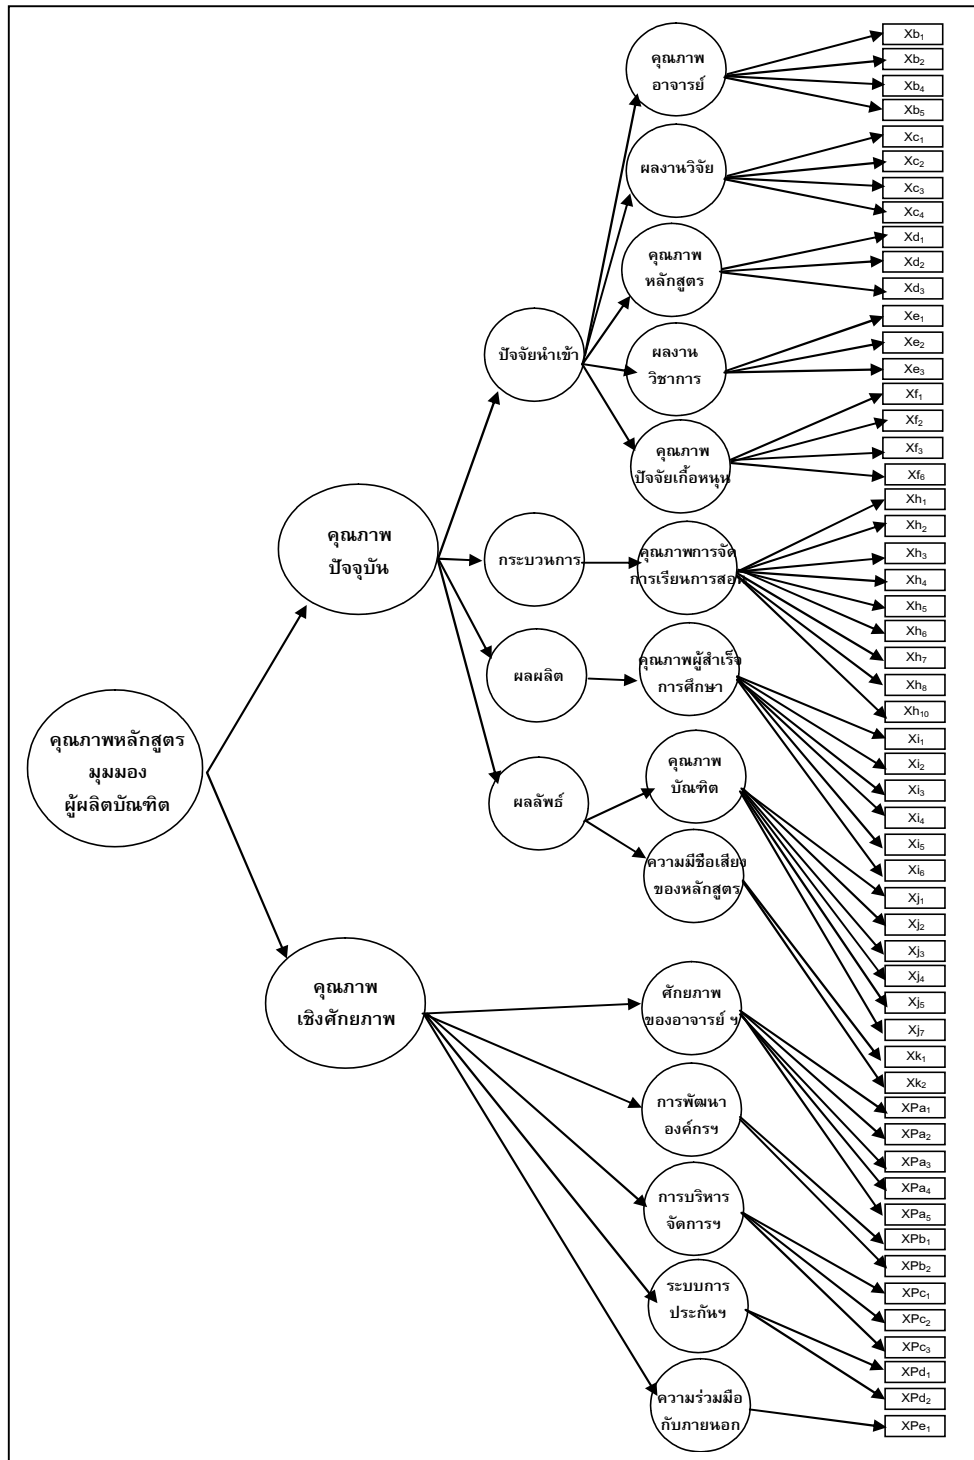 คุณภาพหลักสูตร
มุมมอง
ผู้ผลิตบัณฑิต
คุณภาพ
ปัจจุบัน
คุณภาพ
เชิงศักยภาพ
ปัจจัยนำเข้า
กระบวนการ
ผลผลิต
ผลลัพธ์
คุณภาพ
อาจารย์
ผลงานวิจัย
คุณภาพ
หลักสูตร
ผลงาน
วิชาการ
คุณภาพ
ปัจจัยเกื้อหนุน
คุณภาพการจัด
การเรียนการสอน
คุณภาพผู้สำเร็จ
การศึกษา
คุณภาพ
บัณฑิต
ความมีชื่อเสียง
ของหลักสูตร
ศักยภาพ
ของอาจารย์ ฯ
การพัฒนา
องค์กรฯ
การบริหาร
จัดการฯ
ระบบการ
ประกันฯ
ความร่วมมือ
กับภายนอก
Xb₁
Xb₂
Xb₄
Xb₅
Xc₁
Xc₂
Xc₃
Xc₄
Xd₁
Xd₂
Xd₃
Xe₁
Xe₂
Xe₃
Xf₁
Xf₂
Xf₃
Xf₆
Xh₁
Xh₂
Xh₃
Xh₄
Xh₅
Xh₆
Xh₇
Xh₈
Xh₁₀
Xi₁
Xi₂
Xi₃
Xi₄
Xi₅
Xi₆
Xj₁
Xj₂
Xj₃
Xj₄
Xj₅
Xj₇
Xk₁
Xk₂
XPa₁
XPa₂
XPa₃
XPa₄
XPa₅
XPb₁
XPb₂
XPc₁
XPc₂
XPc₃
XPd₁
XPd₂
XPe₁